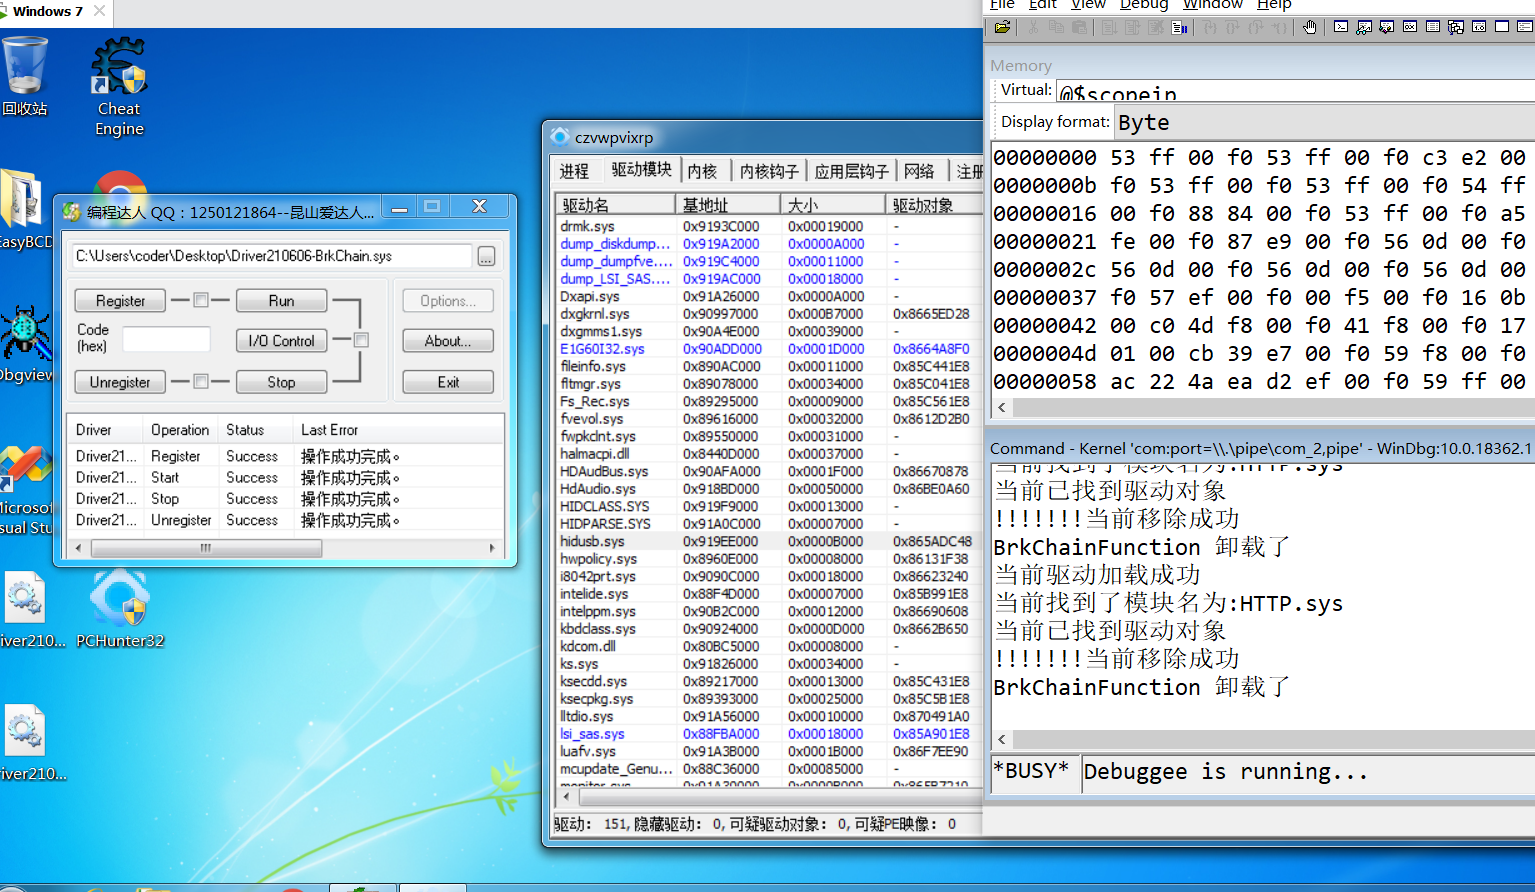 Windows 7
回收站
Cheat
Engine
EasyBCD
Dbgview
Microsof
sual Stu
river210...
PCHunter32
river210...
编程达人 QQ：1250121864--昆山爱达人...
C:\Users\coder\Desktop\Driver210606-BrkChain.sys
...
Register
Run
Options...
Code
(hex)
I/O Control
About...
Unregister
Stop
Exit
Driver Operation Status Last Error
Driver21... Register Success 操作成功完成。
Driver21... Start Success 操作成功完成。
Driver21... Stop Success 操作成功完成。
Driver21... Unregister Success 操作成功完成。
czvwpvixrp
进程 驱动模块 内核 内核钩子 应用层钩子 网络 注册
驱动名 基地址 大小 驱动对象
drmk.sys 0x9193C000 0x00019000 -
dump_diskdump... 0x919A2000 0x0000A000 -
dump_dumpfve.... 0x919C4000 0x00011000 -
dump_LSI_SAS.... 0x919AC000 0x00018000 -
Dxapi.sys 0x91A26000 0x0000A000 -
dxgkrnl.sys 0x90997000 0x000B7000 0x8665ED28
dxgmms1.sys 0x90A4E000 0x00039000 -
E1G60I32.sys 0x90ADD000 0x0001D000 0x8664A8F0
fileinfo.sys 0x890AC000 0x00011000 0x85C441E8
fltmgr.sys 0x89078000 0x00034000 0x85C041E8
Fs_Rec.sys 0x89295000 0x00009000 0x85C561E8
fvevol.sys 0x89616000 0x00032000 0x8612D2B0
fwpkclnt.sys 0x89550000 0x00031000 -
halmacpi.dll 0x8440D000 0x00037000 -
HDAudBus.sys 0x90AFA000 0x0001F000 0x86670878
HdAudio.sys 0x918BD000 0x00050000 0x86BE0A60
HIDCLASS.SYS 0x919F9000 0x00013000 -
HIDPARSE.SYS 0x91A0C000 0x00007000 -
hidusb.sys 0x919EE000 0x0000B000 0x865ADC48
hwpolicy.sys 0x8960E000 0x00008000 0x86131F38
i8042prt.sys 0x9090C000 0x00018000 0x86623240
intelide.sys 0x88F4D000 0x00007000 0x85B991E8
intelppm.sys 0x90B2C000 0x00012000 0x86690608
kbdclass.sys 0x90924000 0x0000D000 0x8662B650
kdcom.dll 0x80BC5000 0x00008000 -
ks.sys 0x91826000 0x00034000 -
ksecdd.sys 0x89217000 0x00013000 0x85C431E8
ksecpkg.sys 0x89393000 0x00025000 0x85C5B1E8
lltdio.sys 0x91A56000 0x00010000 0x870491A0
lsi_sas.sys 0x88FBA000 0x00018000 0x85A901E8
luafv.sys 0x91A3B000 0x0001B000 0x86F7EE90
mcupdate_Genu... 0x88C36000 0x00085000 -
驱动： 151, 隐藏驱动： 0, 可疑驱动对象： 0, 可疑PE映像： 0
File Edit View Debug Window Help
Memory
Virtual: @$scopeip
Display format: Byte
00000000 53 ff 00 f0 53 ff 00 f0 c3 e2 00
0000000b f0 53 ff 00 f0 53 ff 00 f0 54 ff
00000016 00 f0 88 84 00 f0 53 ff 00 f0 a5
00000021 fe 00 f0 87 e9 00 f0 56 0d 00 f0
0000002c 56 0d 00 f0 56 0d 00 f0 56 0d 00
00000037 f0 57 ef 00 f0 00 f5 00 f0 16 0b
00000042 00 c0 4d f8 00 f0 41 f8 00 f0 17
0000004d 01 00 cb 39 e7 00 f0 59 f8 00 f0
00000058 ac 22 4a ea d2 ef 00 f0 59 ff 00
Command - Kernel 'com:port=\\.\pipe\com_2,pipe' - WinDbg:10.0.18362.1
当前找到了模块名为:HTTP.sys
当前已找到驱动对象
!!!!!!!当前移除成功
BrkChainFunction 卸载了
当前驱动加载成功
当前找到了模块名为:HTTP.sys
当前已找到驱动对象
!!!!!!!当前移除成功
BrkChainFunction 卸载了
*BUSY* Debuggee is running...